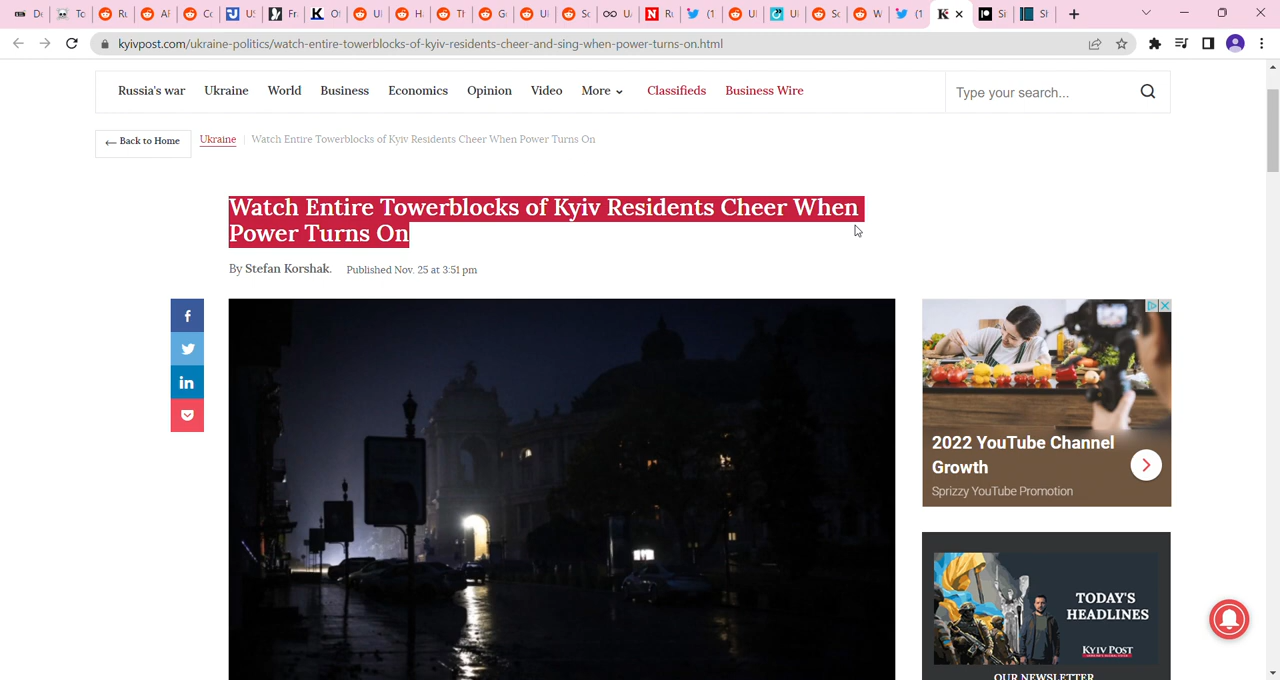 kyivpost.com/ukraine-politics/watch-entire-towerblocks-of-kyiv-residents-cheer-and-sing-when-power-turns-on.html
Russia's war Ukraine World Business Economics Opinion Video More Classifieds Business Wire
Type your search...
← Back to Home
Ukraine
Watch Entire Towerblocks of Kyiv Residents Cheer When Power Turns On
Watch Entire Towerblocks of Kyiv Residents Cheer When
Power Turns On
By Stefan Korshak. Published Nov. 25 at 3:51 pm
2022 YouTube Channel
Growth
Sprizzy YouTube Promotion
TODAY'S
HEADLINES
KYIV POST
OUR NEWSLETTER